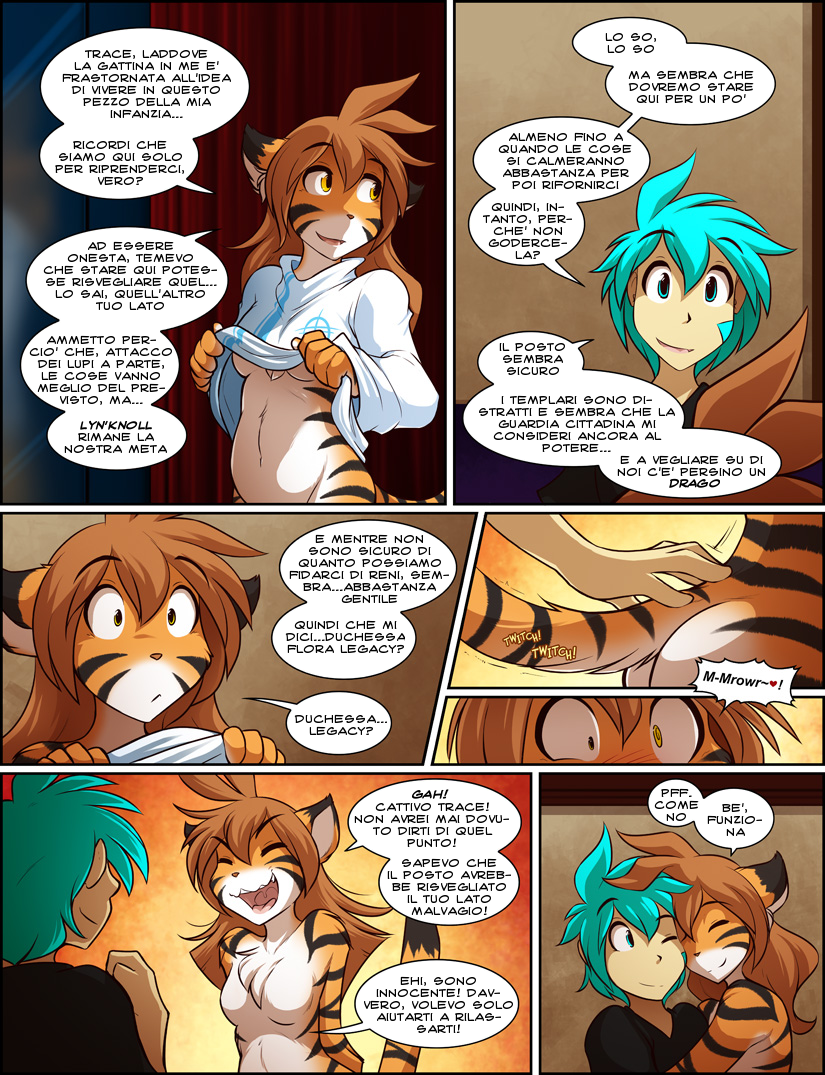 TRACE, LADDOVE
LA GATTINA IN ME E'
FRASTORNATA ALL'IDEA
DI VIVERE IN QUESTO
PEZZO DELLA MIA
INFANZIA...
RICORDI CHE
SIAMO QUI SOLO
PER RIPRENDERCI,
VERO?
AD ESSERE
ONESTA, TEMEVO
CHE STARE QUI POTES-
SE RISVEGLIARE QUEL...
LO SAI, QUELL'ALTRO
TUO LATO
AMMETTO PER-
CIO' CHE, ATTACCO
DEI LUPI A PARTE,
LE COSE VANNO
MEGLIO DEL PRE-
VISTO, MA...
LYN'KNOLL
RIMANE LA
NOSTRA META
LO SO,
LO SO
MA SEMBRA CHE
DOVREMO STARE
QUI PER UN PO'
ALMENO FINO A
QUANDO LE COSE
SI CALMERANNO
ABBASTANZA PER
POI RIFORNIRCI
QUINDI, IN-
TANTO, PER-
CHE' NON
GODERCE-
LA?
IL POSTO
SEMBRA
SICURO
I TEMPLARI SONO DI-
STRATTI E SEMBRA CHE LA
GUARDIA CITTADINA MI
CONSIDERI ANCORA AL
POTERE...
E A VEGLIARE SU DI
NOI C'E' PERSINO UN
DRAGO
E MENTRE NON
SONO SICURO DI
QUANTO POSSIAMO
FIDARCI DI RENI, SEM-
BRA...ABBASTANZA
GENTILE
QUINDI CHE MI
DICI...DUCHESSA
FLORA LEGACY?
DUCHESSA...
LEGACY?
TWITCH!
TWITCH!
M-Mrowr~♥!
GAH!
CATTIVO TRACE!
NON AVREI MAI DOVU-
TO DIRTI DI QUEL
PUNTO!
SAPEVO CHE
IL POSTO AVREB-
BE RISVEGLIATO
IL TUO LATO
MALVAGIO!
EHI, SONO
INNOCENTE! DAV-
VERO, VOLEVO SOLO
AIUTARTI A RILAS-
SARTI!
PFF.
COME
NO
BE',
FUNZIO-
NA